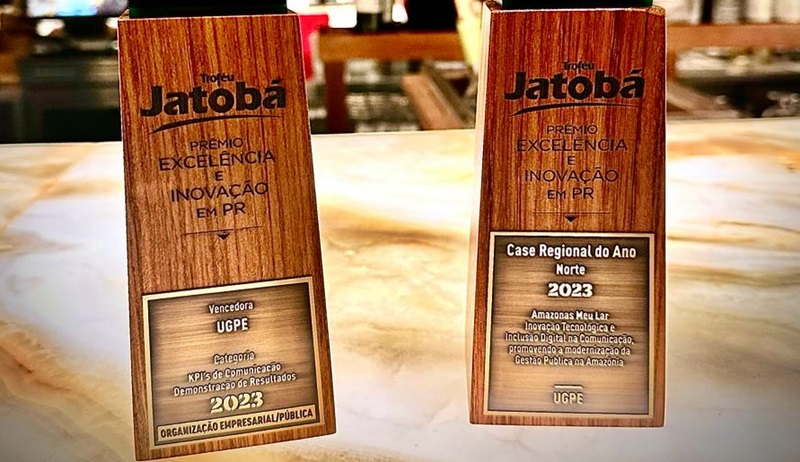 Troféu
Jatobá
PRÊMIO
EXCELÊNCIA
E
INOVAÇÃO
EM PR
Vencedora
UGPE
Categoria
KPI's de Comunicação
Demonstração de Resultados
2023
ORGANIZAÇÃO EMPRESARIAL/PÚBLICA
Troféu
Jatobá
PRÊMIO
EXCELÊNCIA
E
INOVAÇÃO
EM PR
Case Regional do Ano
Norte
2023
Amazonas Meu Lar
Inovação Tecnológica e
Inclusão Digital na Comunicação,
promovendo a modernização da
Gestão Pública na Amazônia
UGPE